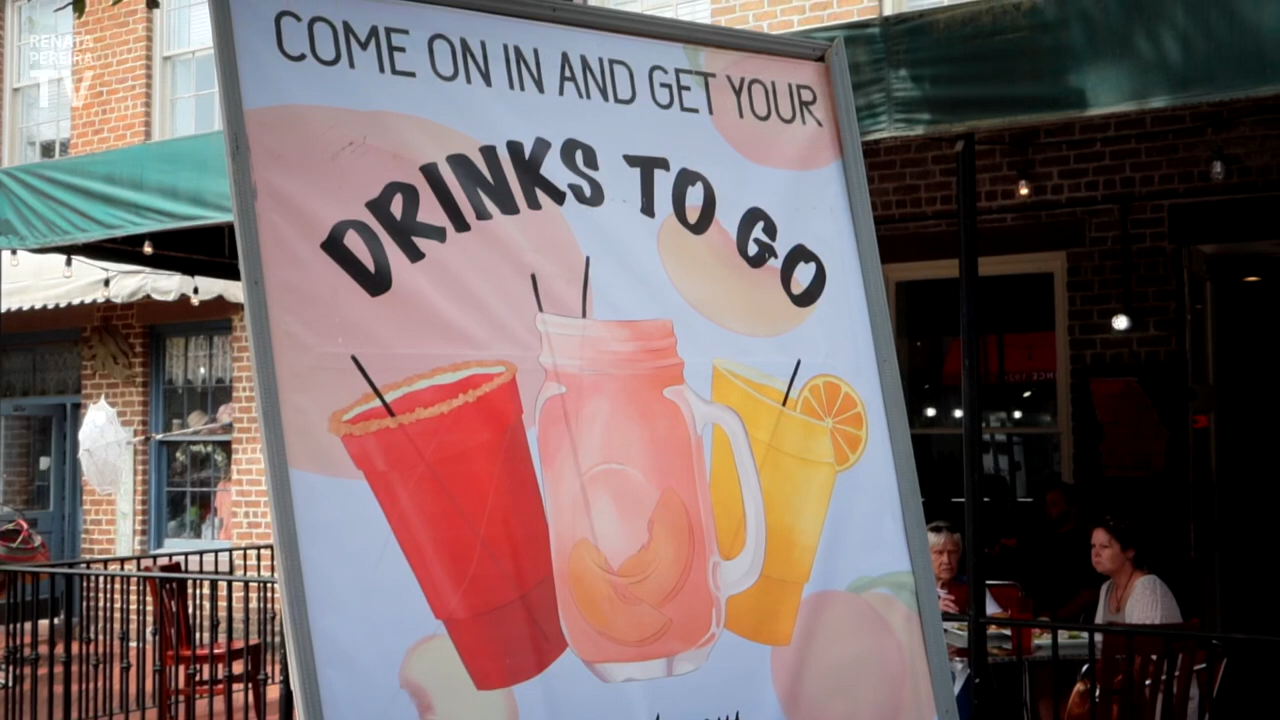 RENATA
PEREIRA
TV
COME ON IN AND GET YOUR
DRINKS TO GO